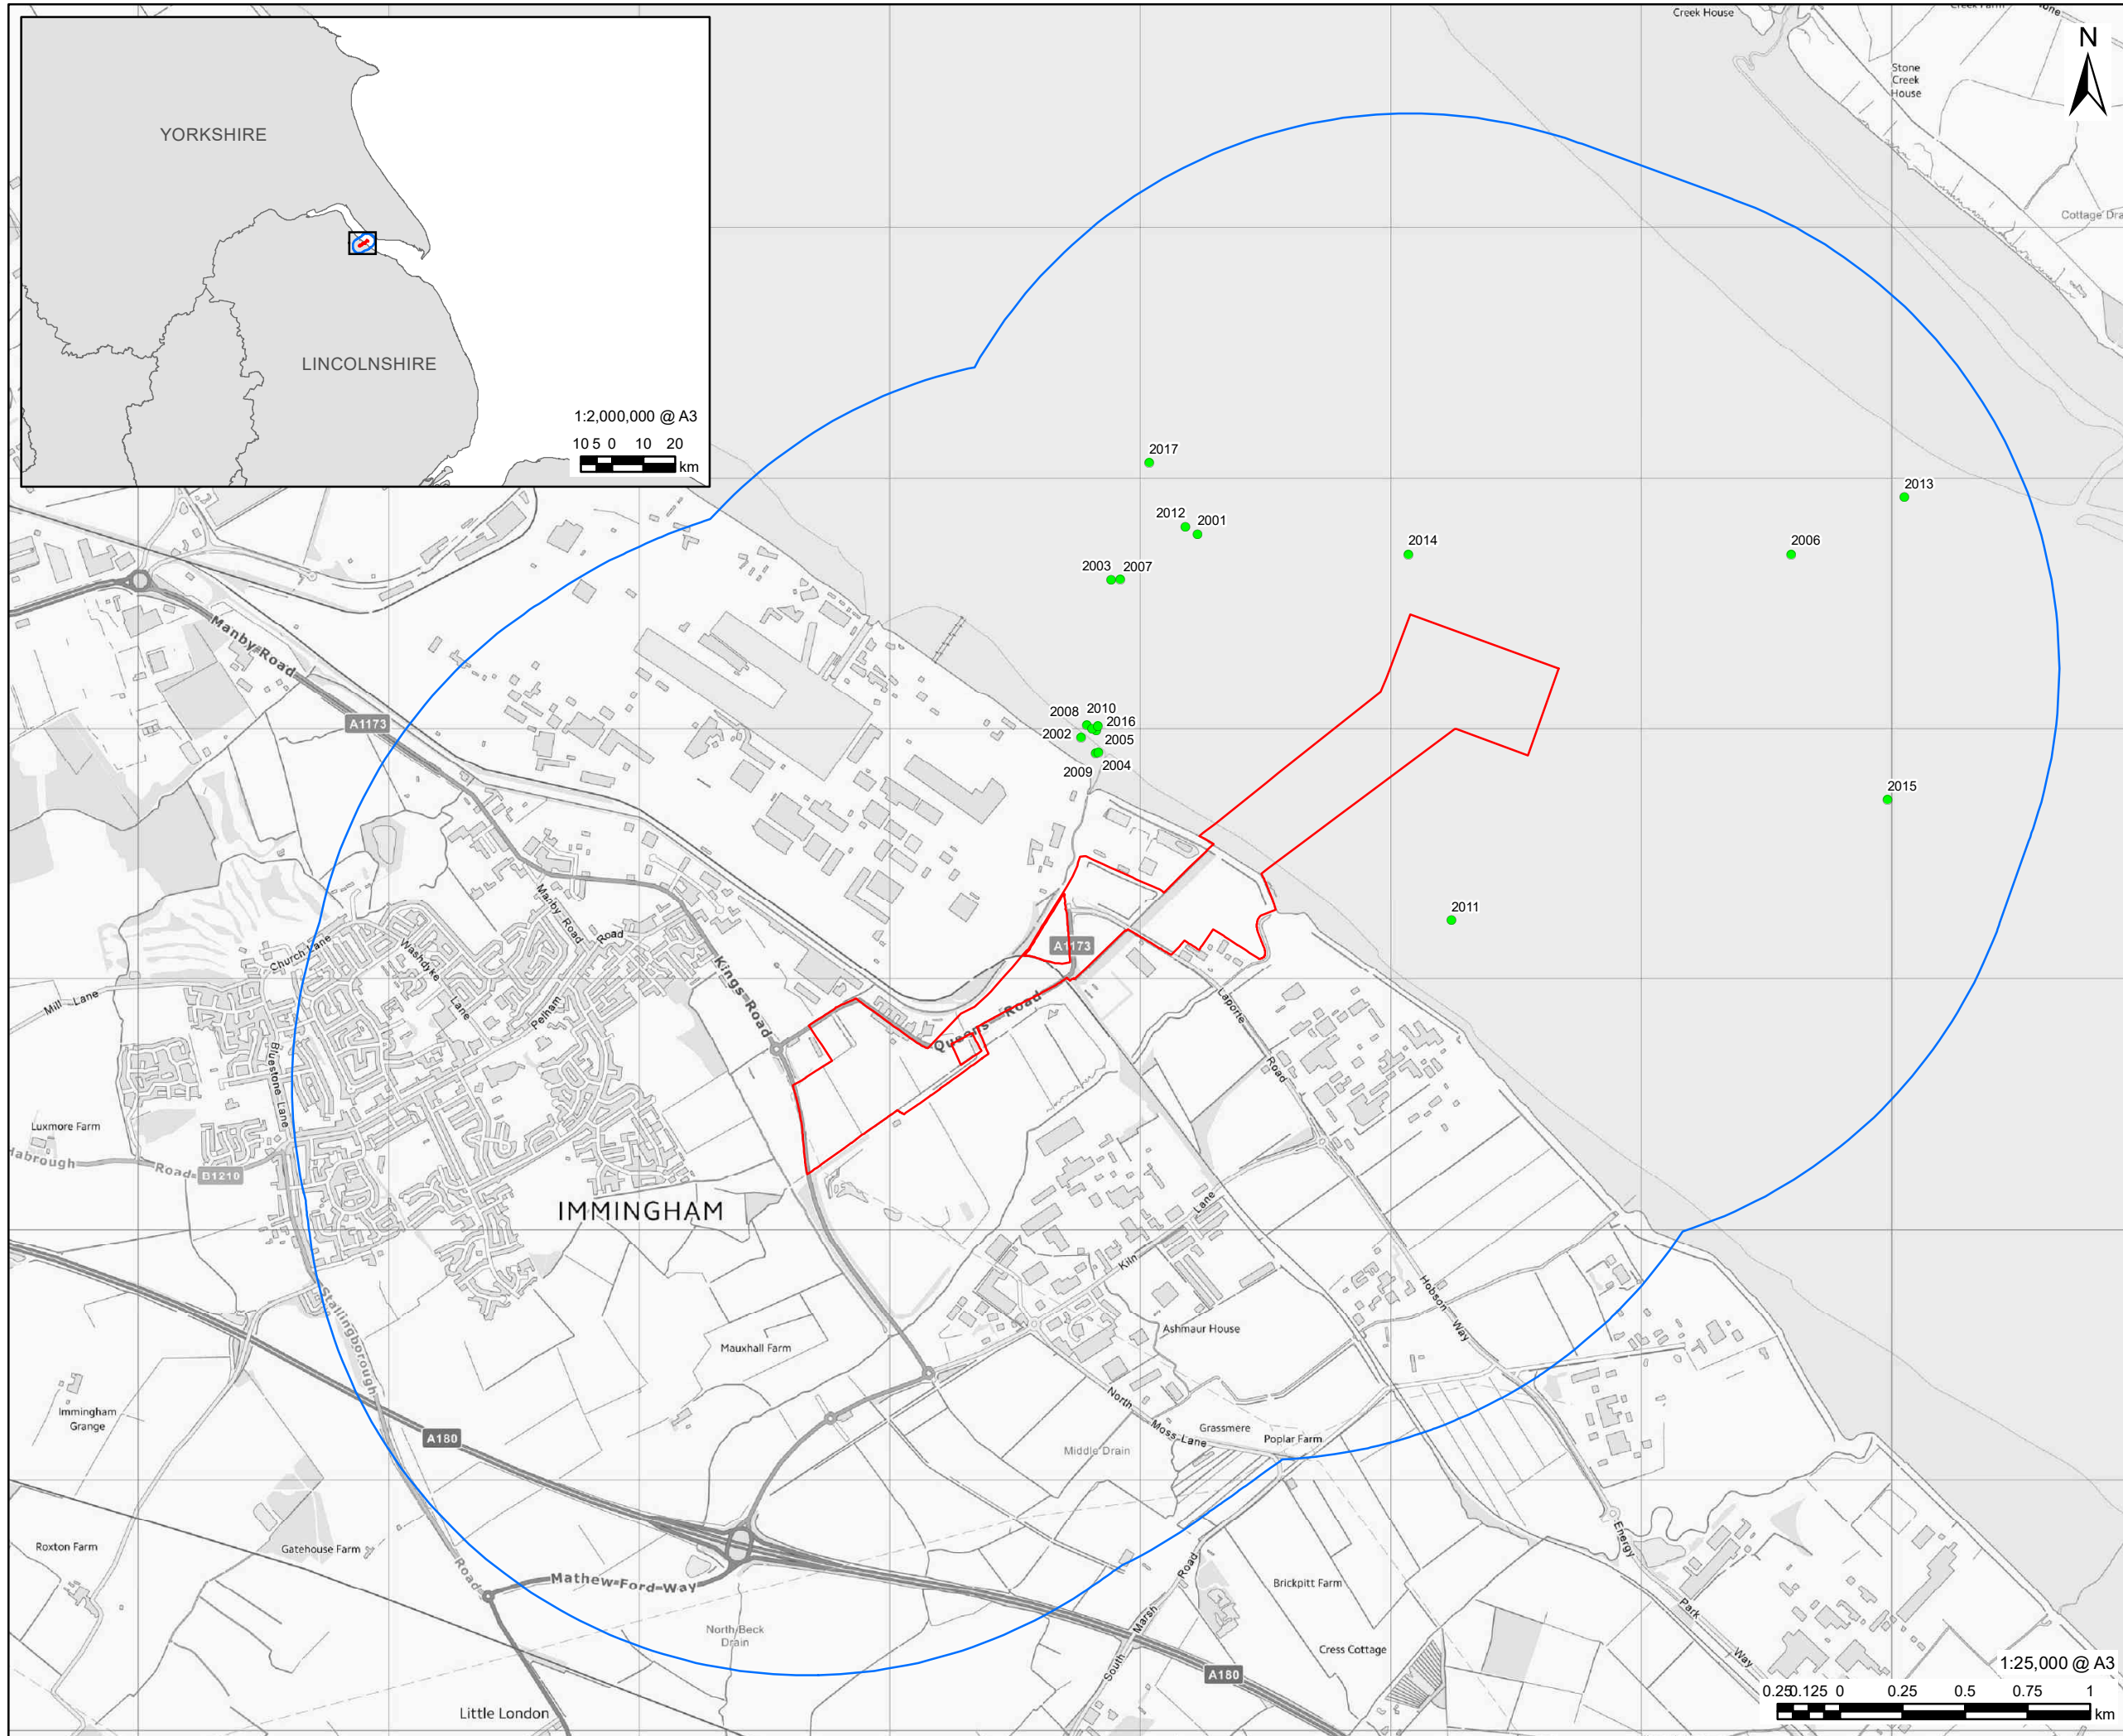 Creek House
Creek Farm
N
Stone
Creek
House
Cottage Dra
YORKSHIRE
LINCOLNSHIRE
1:2,000,000 @ A3
10 5 0 10 20
km
2017
2013
2012
2001
2014
2006
2003
2007
Manby Road
A1173
2008
2010
2016
2002
2005
2009
2004
2015
2011
Manby Road
Road
Church Lane
Washdyke
Lane
A1173
Kings Road
Mill Lane
Pelham
Laporte
Road
Queens Road
Bluestone Lane
Luxmore Farm
Habrough
Road
B1210
IMMINGHAM
Kiln
Lane
Hobson
Way
Stallingborough
Road
Mauxhall Farm
Ashmaur House
Immingham
Grange
A180
North
Moss Lane
Grassmere
Poplar Farm
Middle Drain
Roxton Farm
Gatehouse Farm
Mathew Ford Way
Energy
Park
Way
Brickpitt Farm
North Beck
Drain
South
Marsh
Road
Cress Cottage
A180
Little London
1:25,000 @ A3
0.25 0.125 0 0.25 0.5 0.75 1
km